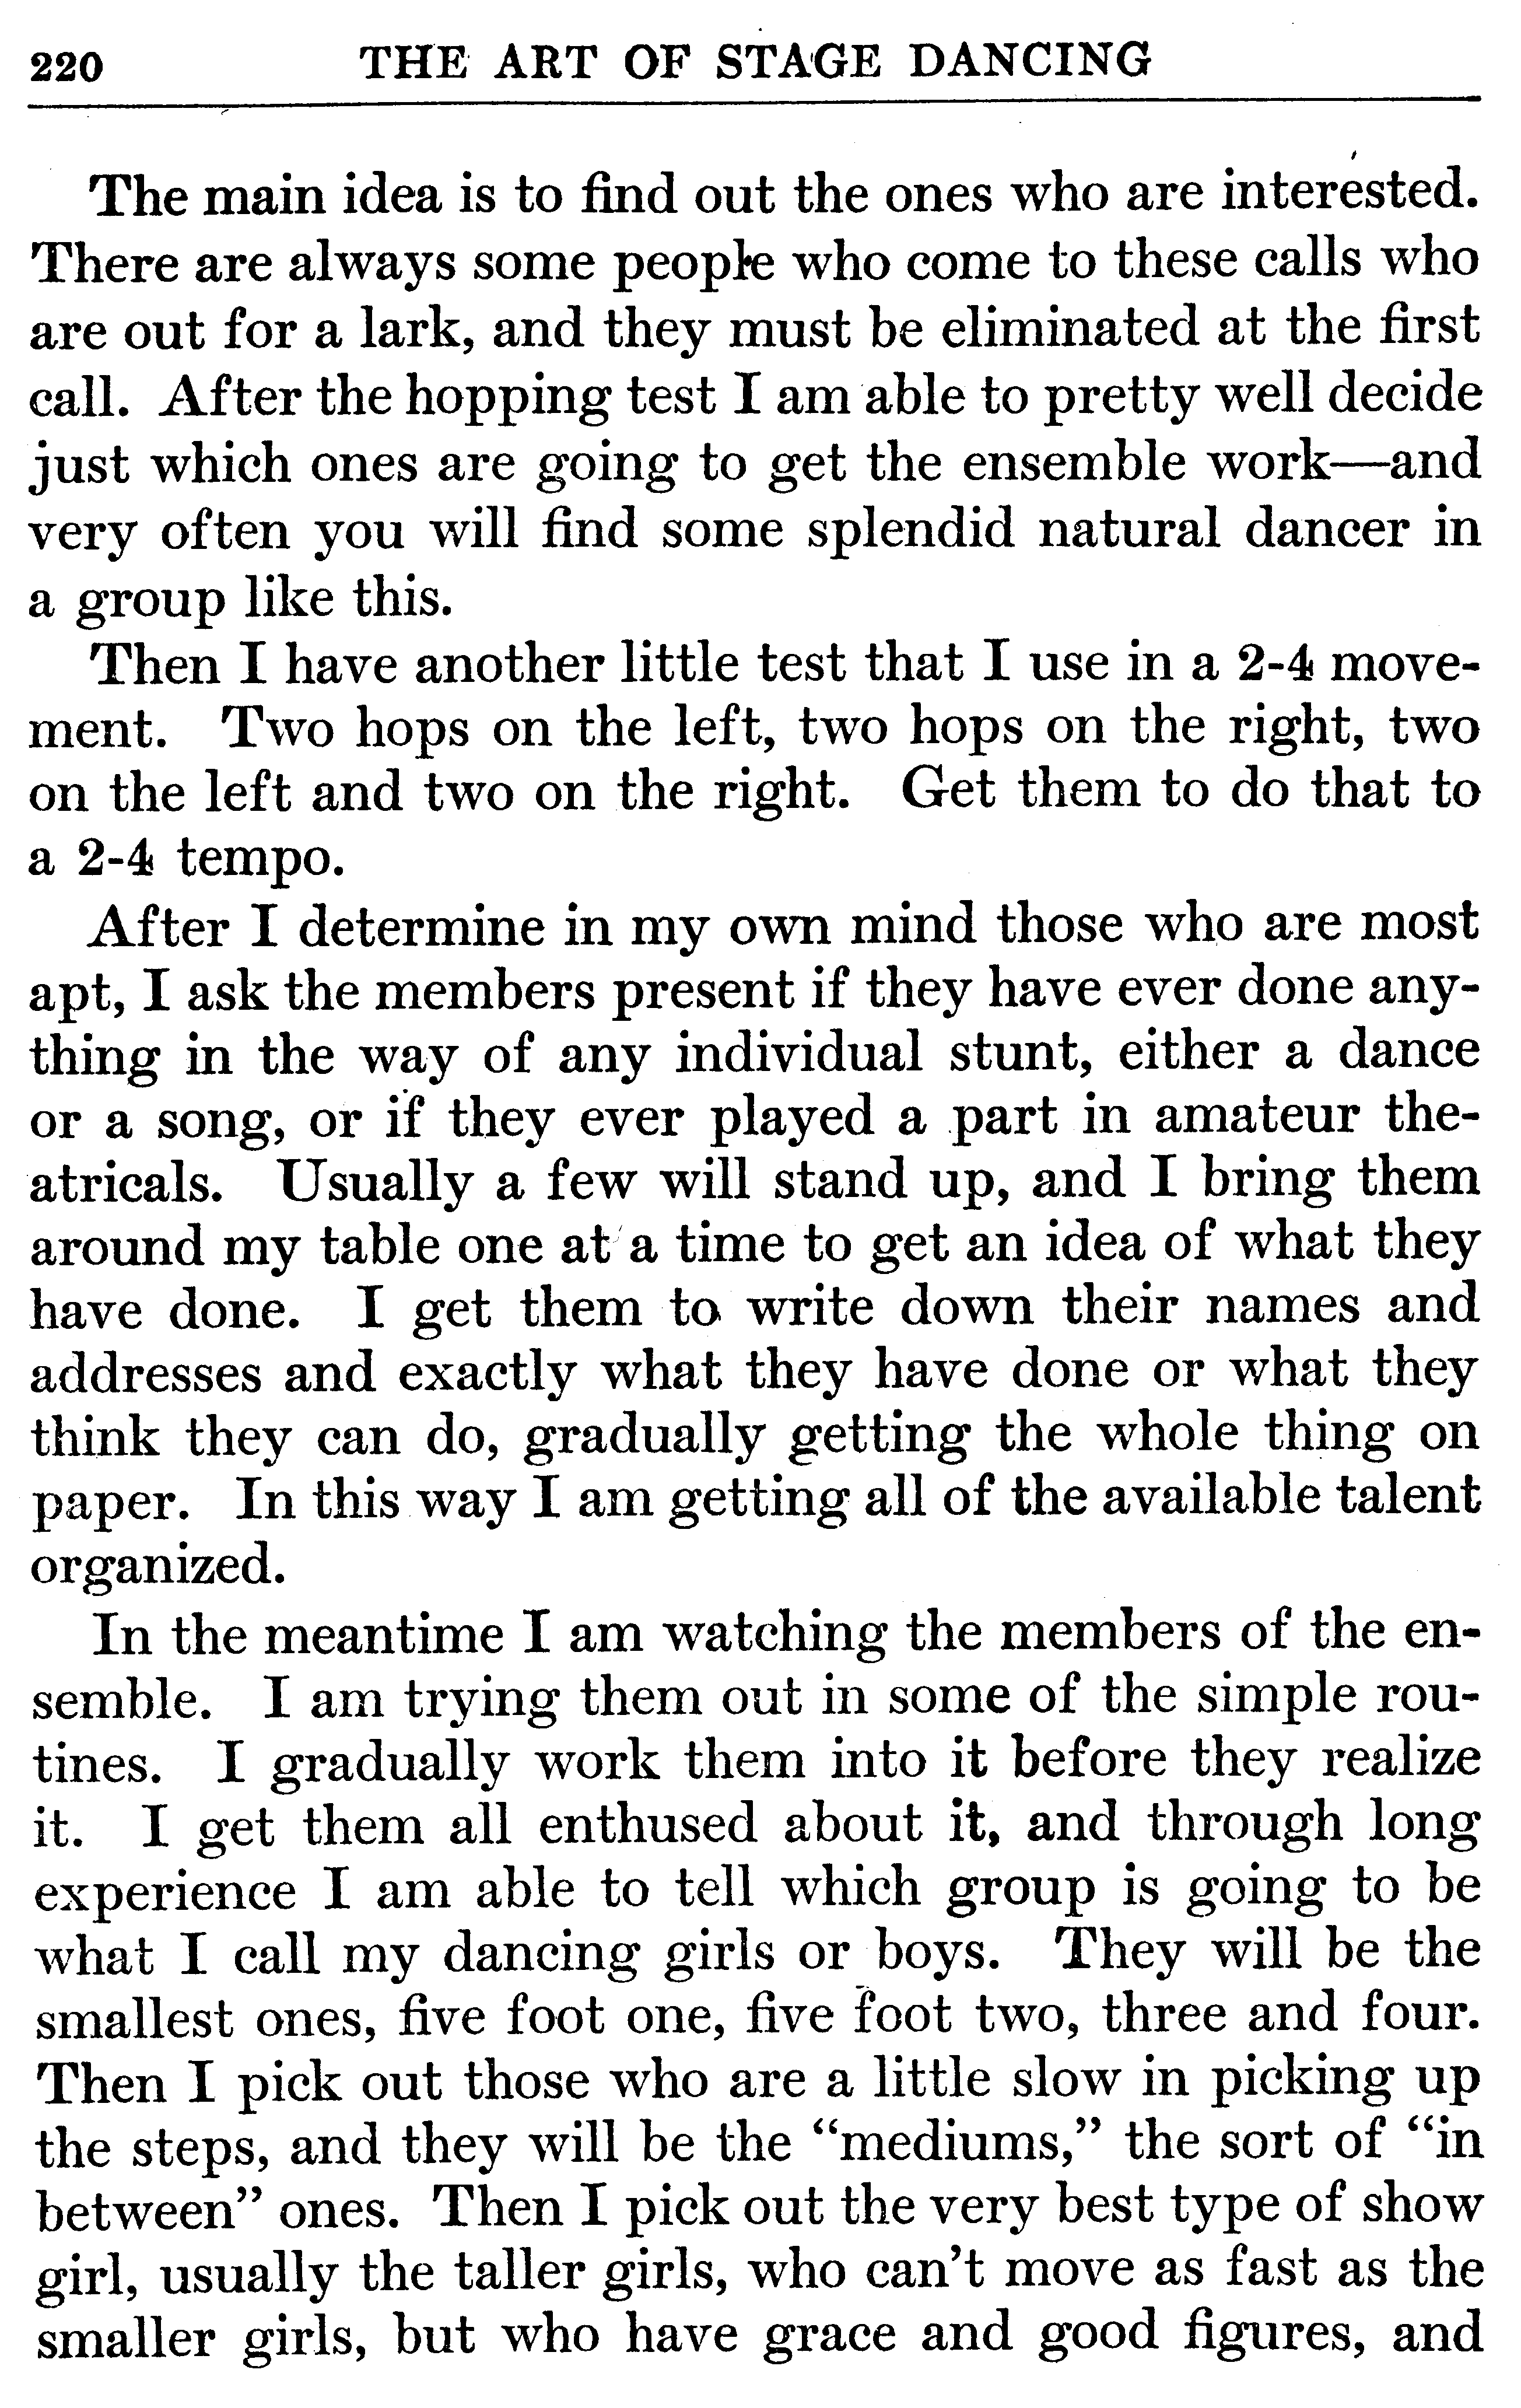 220 THE ART OF STAGE DANCING
The main idea is to find out the ones who are interested.
There are always some people who come to these calls who
are out for a lark, and they must be eliminated at the first
call. After the hopping test I am able to pretty well decide
just which ones are going to get the ensemble work—and
very often you will find some splendid natural dancer in
a group like this.
Then I have another little test that I use in a 2-4 move-
ment. Two hops on the left, two hops on the right, two
on the left and two on the right. Get them to do that to
a 2-4 tempo.
After I determine in my own mind those who are most
apt, I ask the members present if they have ever done any-
thing in the way of any individual stunt, either a dance
or a song, or if they ever played a part in amateur the-
atricals. Usually a few will stand up, and I bring them
around my table one at a time to get an idea of what they
have done. I get them to write down their names and
addresses and exactly what they have done or what they
think they can do, gradually getting the whole thing on
paper. In this way I am getting all of the available talent
organized.
In the meantime I am watching the members of the en-
semble. I am trying them out in some of the simple rou-
tines. I gradually work them into it before they realize
it. I get them all enthused about it, and through long
experience I am able to tell which group is going to be
what I call my dancing girls or boys. They will be the
smallest ones, five foot one, five foot two, three and four.
Then I pick out those who are a little slow in picking up
the steps, and they will be the “mediums,” the sort of “in
between” ones. Then I pick out the very best type of show
girl, usually the taller girls, who can’t move as fast as the
smaller girls, but who have grace and good figures, and